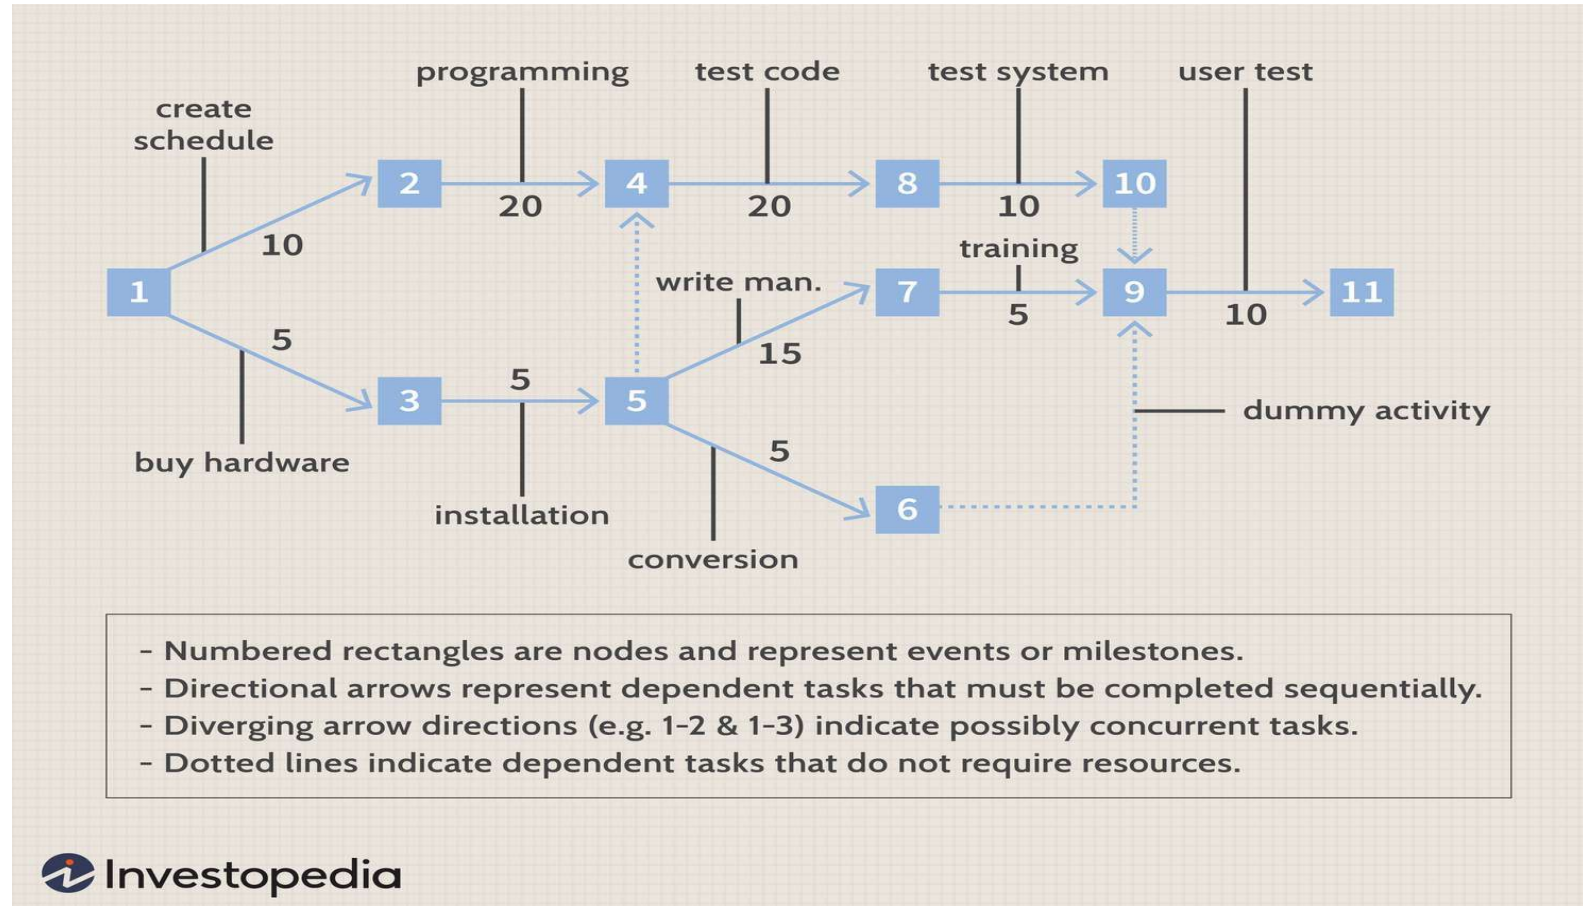 programming
test code
test system
user test
create
schedule
2
4
8
10
20
20
10
10
training
1
write man.
7
9
11
5
10
5
15
5
3
5
dummy activity
5
buy hardware
6
installation
conversion
- Numbered rectangles are nodes and represent events or milestones.
- Directional arrows represent dependent tasks that must be completed sequentially.
- Diverging arrow directions (e.g. 1-2 & 1-3) indicate possibly concurrent tasks.
- Dotted lines indicate dependent tasks that do not require resources.
Investopedia